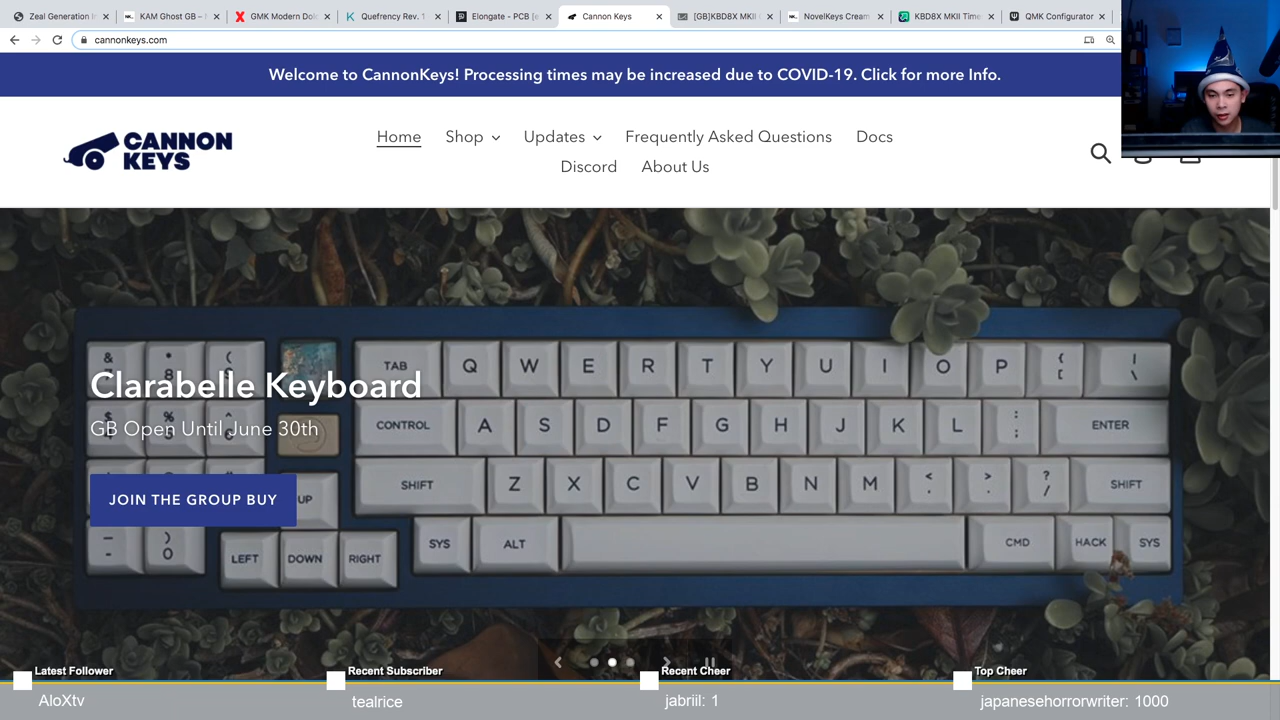 Zeal Generation I
KAM Ghost GB –
GMK Modern Dol
Quefrency Rev. 1
Elongate - PCB [e
Cannon Keys
[GB]KBD8X MKII
NovelKeys Cream
KBD8X MKII Time
QMK Configurator
cannonkeys.com
Welcome to CannonKeys! Processing times may be increased due to COVID-19. Click for more Info.
CANNON
KEYS
Home
Shop
Updates
Frequently Asked Questions
Docs
Discord
About Us
& * (
7 8
TAB Q W E R T Y U I O P { [ | \
Clarabelle Keyboard
$ % ^
CONTROL A S D F G H J K L : ; ENTER
GB Open Until June 30th
SHIFT Z X C V B N M < , > . ? / SHIFT
JOIN THE GROUP BUY
UP
– - ) 0
LEFT DOWN RIGHT
SYS ALT CMD HACK SYS
Latest Follower
AloXtv
Recent Subscriber
tealrice
Recent Cheer
jabriil: 1
Top Cheer
japanesehorrorwriter: 1000